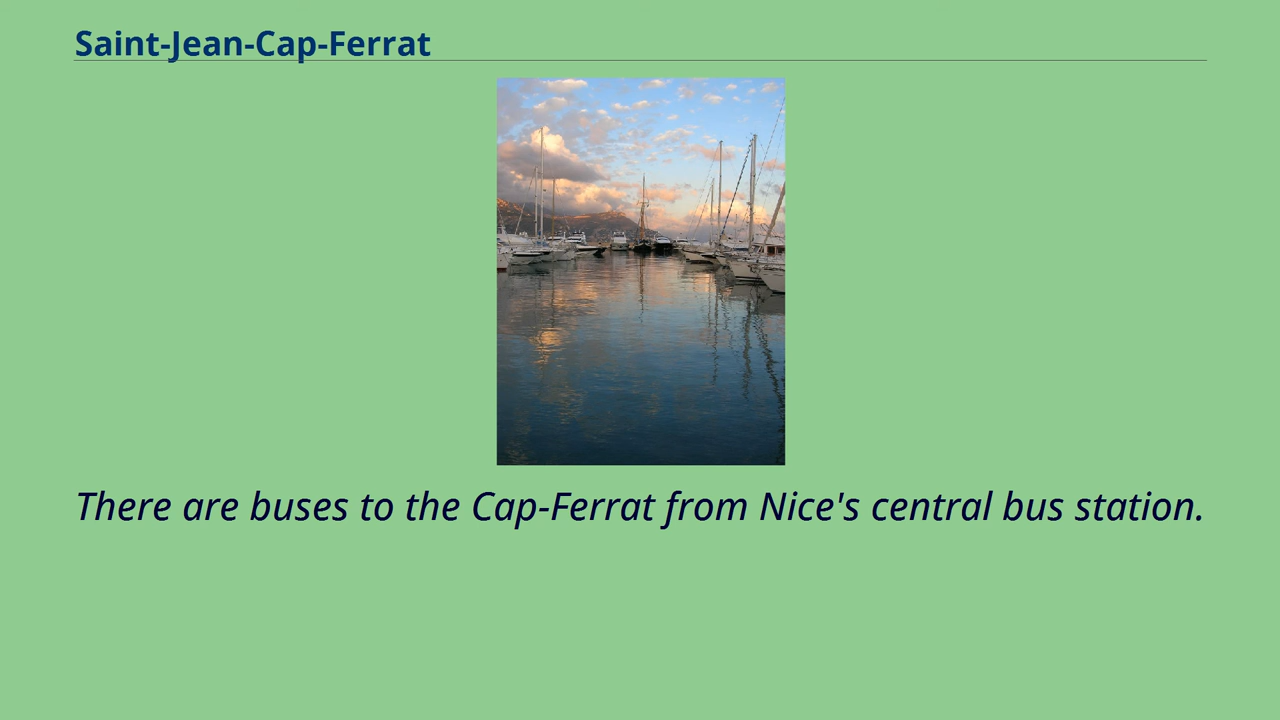 Saint-Jean-Cap-Ferrat
There are buses to the Cap-Ferrat from Nice's central bus station.